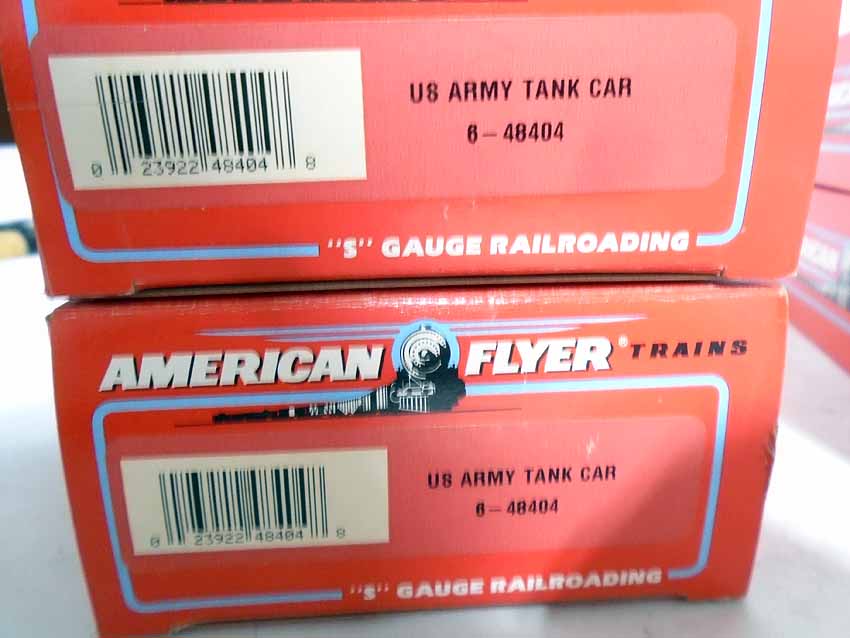 US ARMY TANK CAR
6-48404
0 23922 48404 8
"S" GAUGE RAILROADING
AMERICAN FLYER® TRAINS
US ARMY TANK CAR
6-48404
0 23922 48404 8
"S" GAUGE RAILROADING